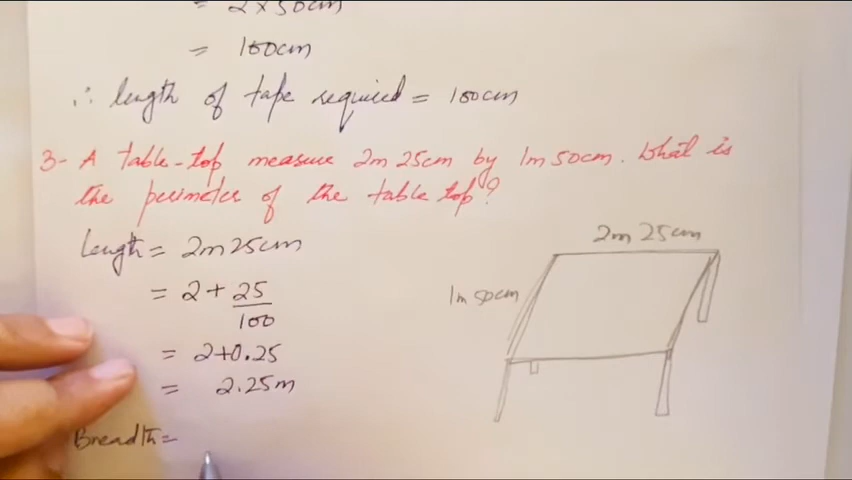 = 2x50cm
= 100cm
∴ length of tape required = 100cm
3- A table-top measure 2m 25cm by 1m 50cm. What is
the perimeter of the table top?
Length = 2m 25cm
= 2 + 25/100
= 2+0.25
= 2.25m
Breadth=
2m 25cm
1m 50cm